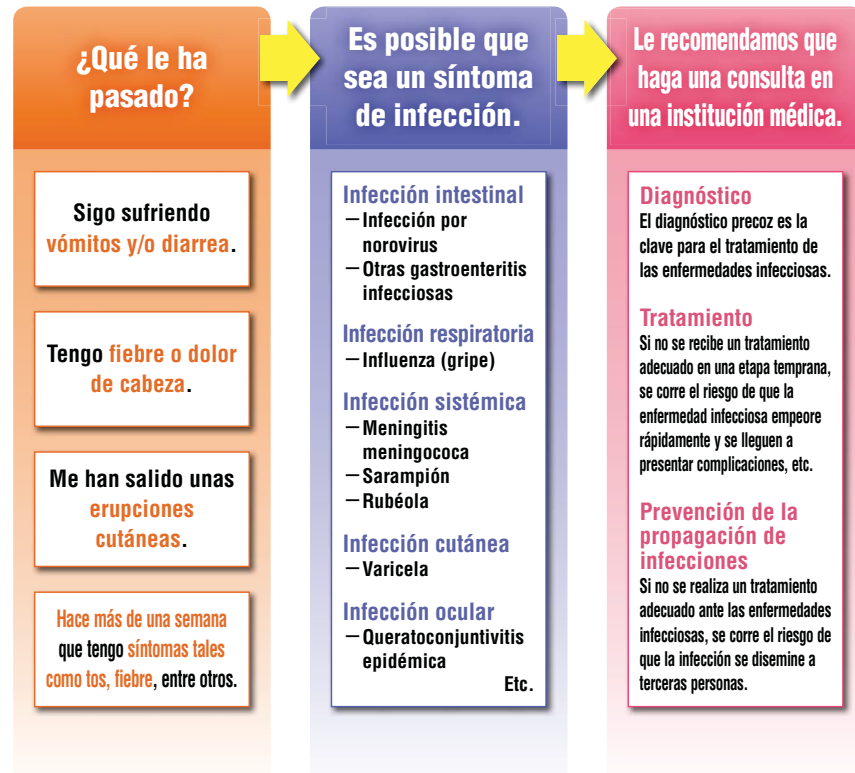 ¿Qué le ha
pasado?
Sigo sufriendo
vómitos y/o diarrea.
Tengo fiebre o dolor
de cabeza.
Me han salido unas
erupciones
cutáneas.
Hace más de una semana
que tengo síntomas tales
como tos, fiebre, entre otros.
Es posible que
sea un síntoma
de infección.
Infección intestinal
—Infección por
norovirus
—Otras gastroenteritis
infecciosas
Infección respiratoria
—Influenza (gripe)
Infección sistémica
—Meningitis
meningococa
—Sarampión
—Rubéola
Infección cutánea
—Varicela
Infección ocular
—Queratoconjuntivitis
epidémica
Etc.
Le recomendamos que
haga una consulta en
una institución médica.
Diagnóstico
El diagnóstico precoz es la
clave para el tratamiento de
las enfermedades infecciosas.
Tratamiento
Si no se recibe un tratamiento
adecuado en una etapa temprana,
se corre el riesgo de que la
enfermedad infecciosa empeore
rápidamente y se lleguen a
presentar complicaciones, etc.
Prevención de la
propagación de
infecciones
Si no se realiza un tratamiento
adecuado ante las enfermedades
infecciosas, se corre el riesgo de
que la infección se disemine a
terceras personas.